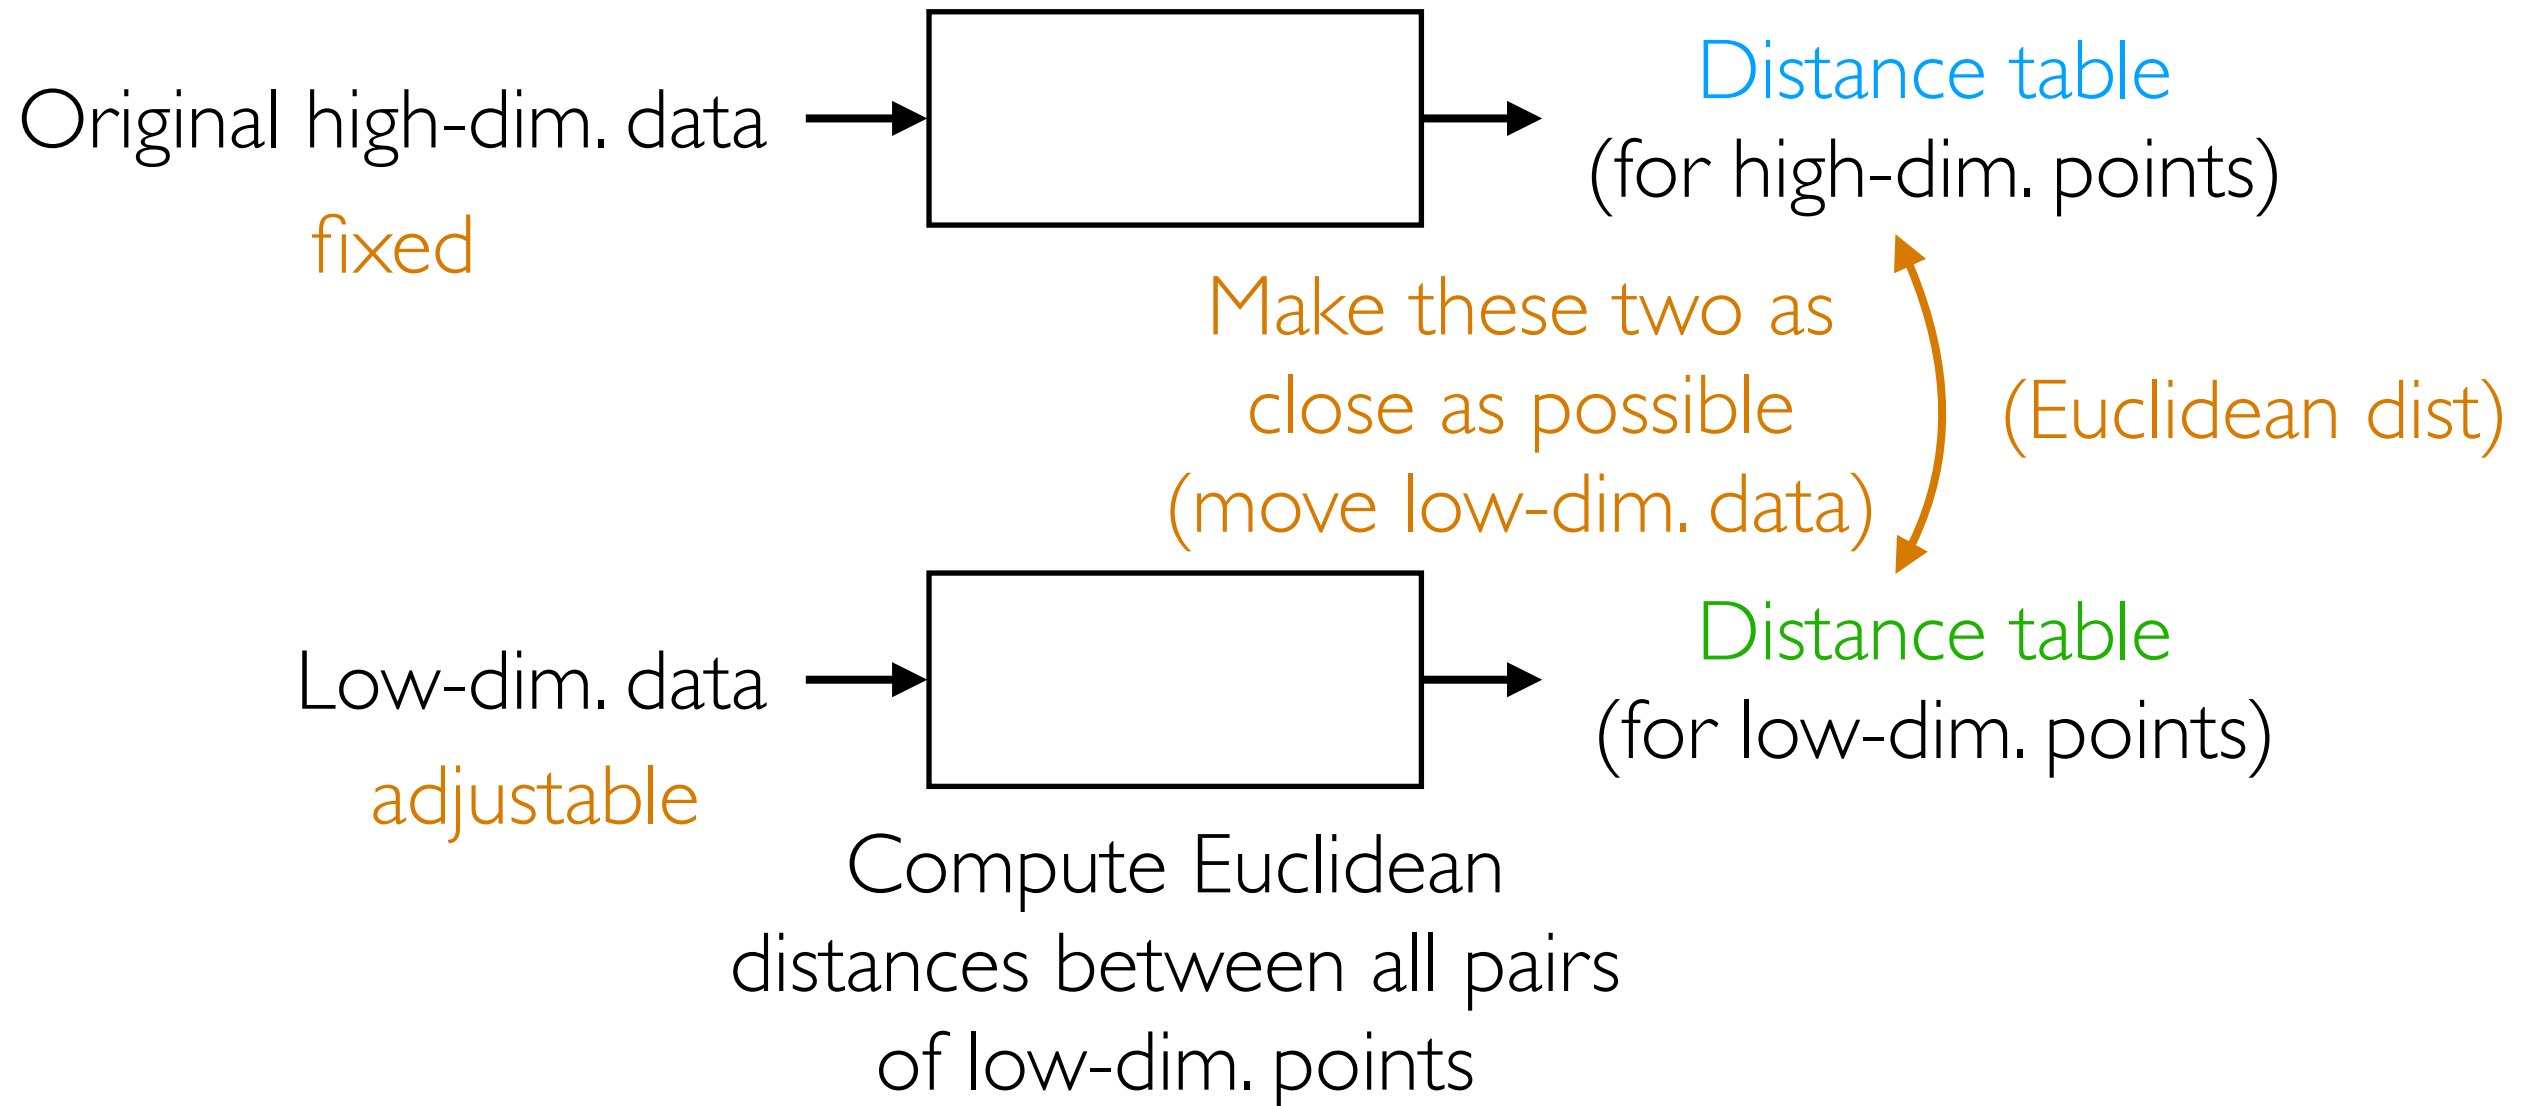 Original high-dim. data
fixed
Distance table
(for high-dim. points)
Make these two as
close as possible
(move low-dim. data)
(Euclidean dist)
Low-dim. data
adjustable
Distance table
(for low-dim. points)
Compute Euclidean
distances between all pairs
of low-dim. points